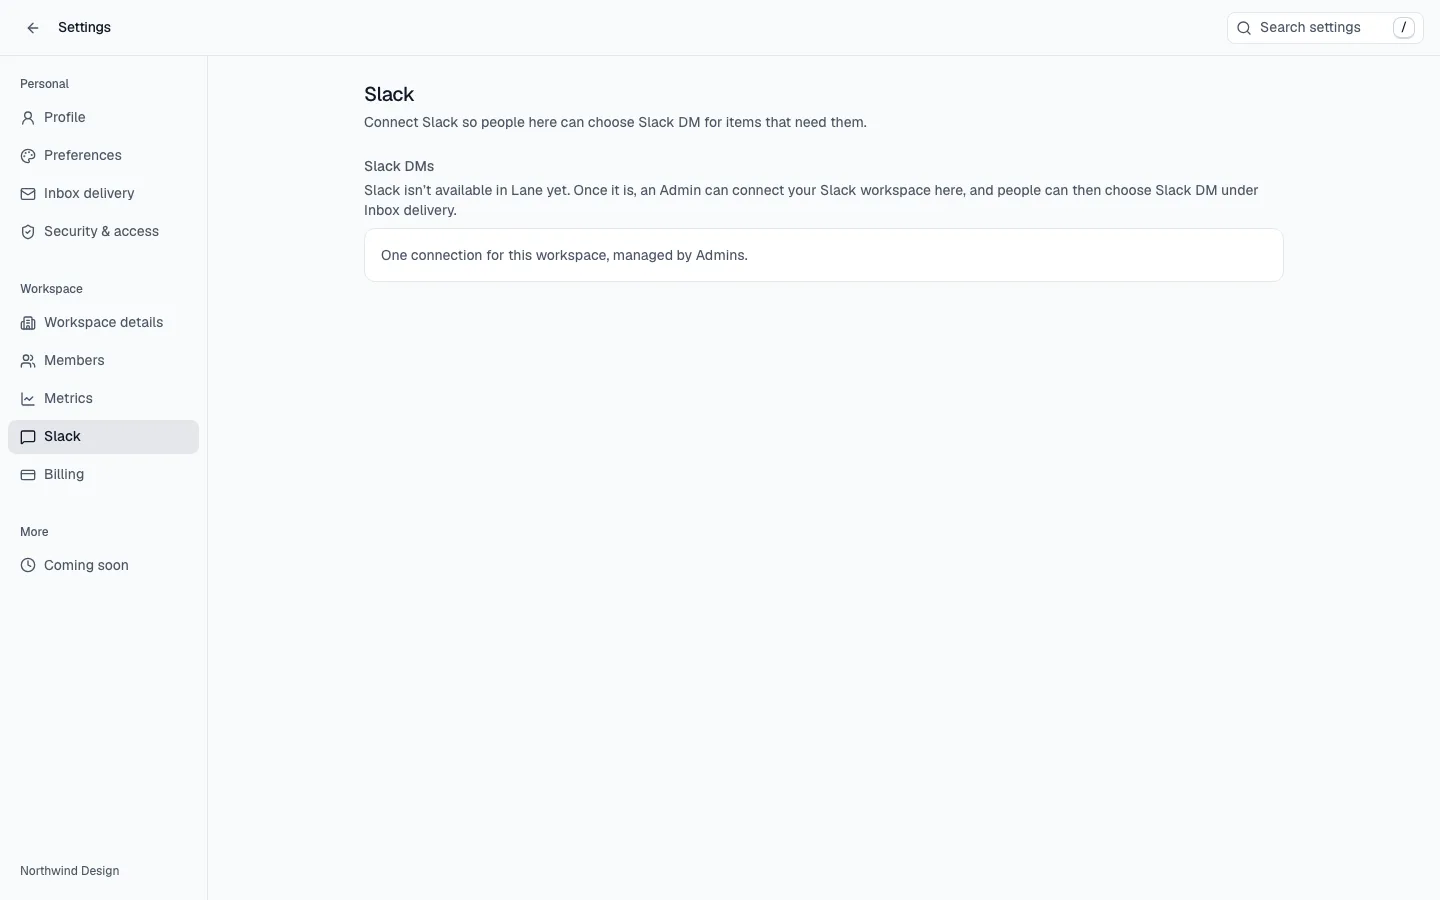 Settings
Search settings /
Personal
Profile
Preferences
Inbox delivery
Security & access
Workspace
Workspace details
Members
Metrics
Slack
Billing
More
Coming soon
Northwind Design
Slack
Connect Slack so people here can choose Slack DM for items that need them.
Slack DMs
Slack isn’t available in Lane yet. Once it is, an Admin can connect your Slack workspace here, and people can then choose Slack DM under
Inbox delivery.
One connection for this workspace, managed by Admins.